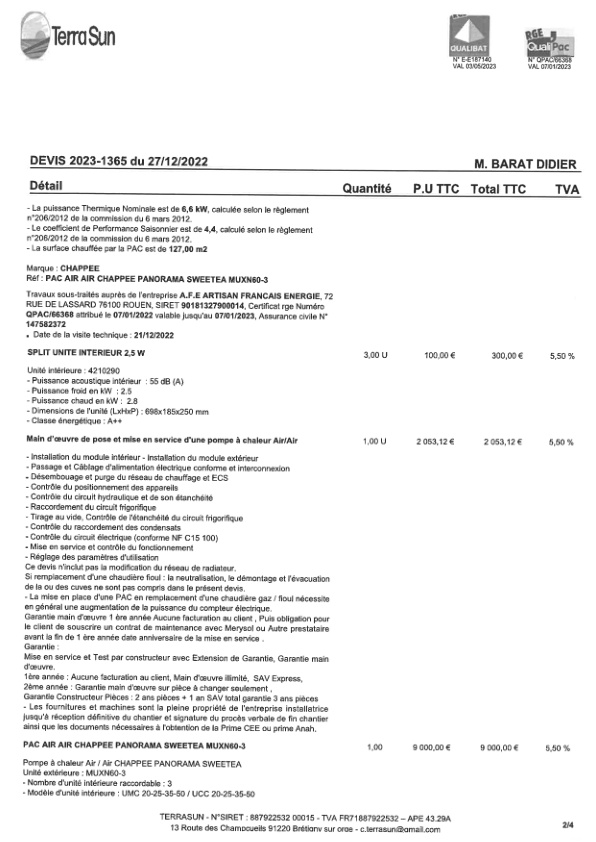 TerraSun
QUALIBAT
N° E-E187140
VAL 03/05/2023
RGE
QualiPac
N° QPAC/66368
VAL 07/01/2023
DEVIS 2023-1365 du 27/12/2022
M. BARAT DIDIER
Détail Quantité P.U TTC Total TTC TVA
- La puissance Thermique Nominale est de 6,6 kW, calculée selon le règlement
n°206/2012 de la commission du 6 mars 2012.
- Le coefficient de Performance Saisonnier est de 4,4, calculé selon le règlement
n°206/2012 de la commission du 6 mars 2012.
- La surface chauffée par la PAC est de 127,00 m2
Marque : CHAPPEE
Réf : PAC AIR AIR CHAPPEE PANORAMA SWEETEA MUXN60-3
Travaux sous-traités auprès de l'entreprise A.F.E ARTISAN FRANCAIS ENERGIE, 72
RUE DE LASSARD 76100 ROUEN, SIRET 90181327900014, Certificat rge Numéro
QPAC/66368 attribué le 07/01/2022 valable jusqu'au 07/01/2023, Assurance civile N°
147582372
• Date de la visite technique : 21/12/2022
SPLIT UNITE INTERIEUR 2,5 W 3,00 U 100,00 € 300,00 € 5,50 %
Unité intérieure : 4210290
- Puissance acoustique intérieur : 55 dB (A)
- Puissance froid en kW : 2.5
- Puissance chaud en kW : 2.8
- Dimensions de l'unité (LxHxP) : 698x185x250 mm
- Classe énergétique : A++
Main d'œuvre de pose et mise en service d'une pompe à chaleur Air/Air 1,00 U 2 053,12 € 2 053,12 € 5,50 %
- Installation du module intérieur - Installation du module extérieur
- Passage et Câblage d'alimentation électrique conforme et interconnexion
- Désembouage et purge du réseau de chauffage et ECS
- Contrôle du positionnement des appareils
- Contrôle du circuit hydraulique et de son étanchéité
- Raccordement du circuit frigorifique
- Tirage au vide, Contrôle de l'étanchéité du circuit frigorifique
- Contrôle du raccordement des condensats
- Contrôle du circuit électrique (conforme NF C15 100)
- Mise en service et contrôle du fonctionnement
- Réglage des paramètres d'utilisation
Ce devis n'inclut pas la modification du réseau de radiateur.
Si remplacement d'une chaudière fioul : la neutralisation, le démontage et l'évacuation
de la ou des cuves ne sont pas compris dans le présent devis.
- La mise en place d'une PAC en remplacement d'une chaudière gaz / fioul nécessite
en général une augmentation de la puissance du compteur électrique.
Garantie main d'œuvre 1 ère année Aucune facturation au client , Puis obligation pour
le client de souscrire un contrat de maintenance avec Merysol ou Autre prestataire
avant la fin de 1 ère année date anniversaire de la mise en service .
Garantie :
Mise en service et Test par constructeur avec Extension de Garantie, Garantie main
d'œuvre.
1ère année : Aucune facturation au client, Main d'œuvre illimité, SAV Express,
2ème année : Garantie main d'œuvre sur pièce à changer seulement ,
Garantie Constructeur Pièces : 2 ans pièces + 1 an SAV total garantie 3 ans pièces
- Les fournitures et machines sont la pleine propriété de l'entreprise installatrice
jusqu'à réception définitive du chantier et signature du procès verbale de fin chantier
ainsi que les documents nécessaires à l'obtention de la Prime CEE ou prime Anah.
PAC AIR AIR CHAPPEE PANORAMA SWEETEA MUXN60-3 1,00 9 000,00 € 9 000,00 € 5,50 %
Pompe à chaleur Air / Air CHAPPEE PANORAMA SWEETEA
Unité extérieure : MUXN60-3
- Nombre d'unité intérieure raccordable : 3
- Modèle d'unité intérieure : UMC 20-25-35-50 / UCC 20-25-35-50
TERRASUN - N°SIRET : 887922532 00015 - TVA FR71887922532 – APE 43.29A
13 Route des Champcueils 91220 Brétigny sur orge - c.terrasun@gmail.com
2/4